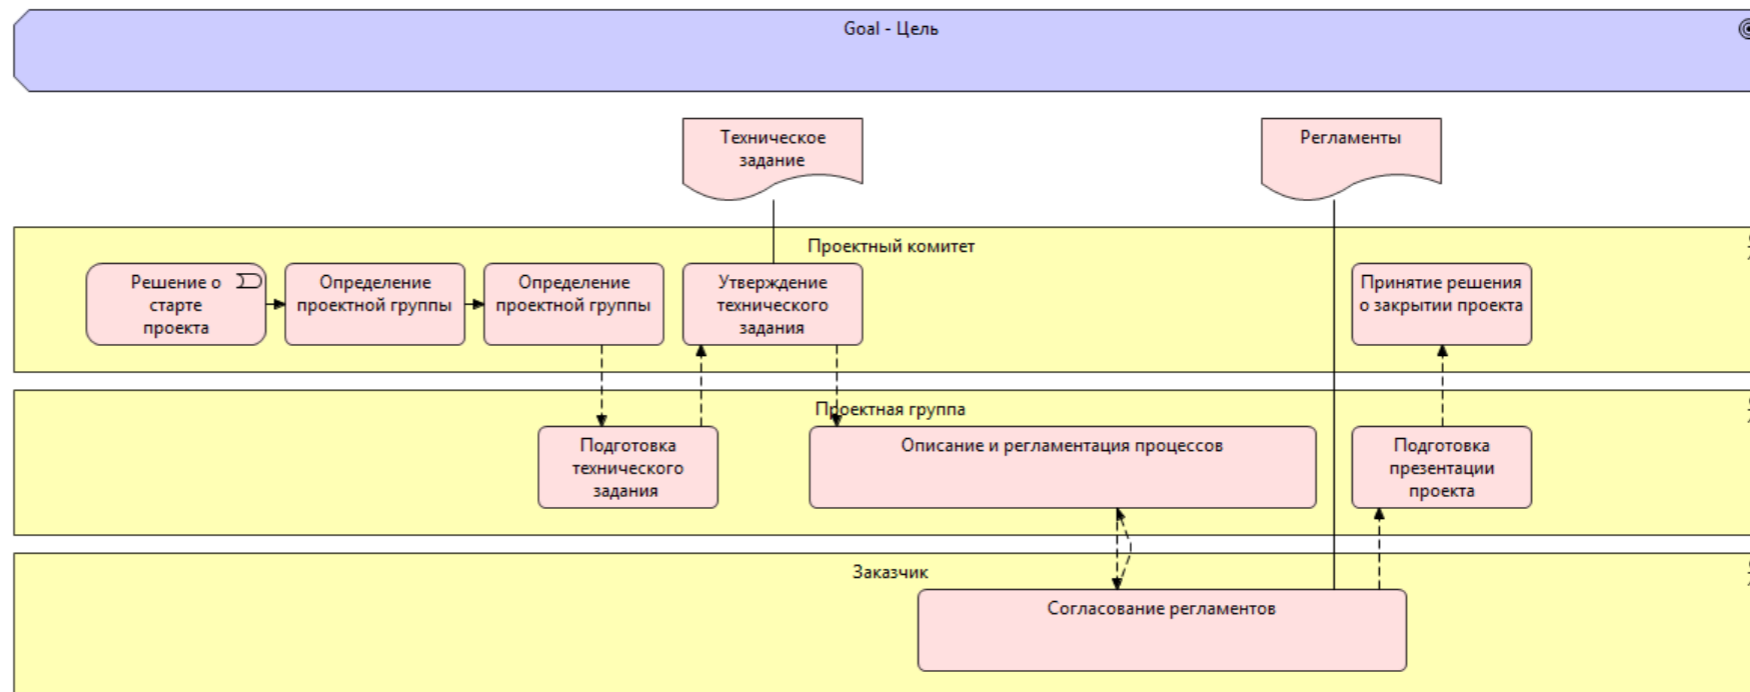 Goal - Цель
Техническое
задание
Регламенты
Проектный комитет
Решение о
старте
проекта
Определение
проектной группы
Определение
проектной группы
Утверждение
технического
задания
Принятие решения
о закрытии проекта
Проектная группа
Подготовка
технического
задания
Описание и регламентация процессов
Подготовка
презентации
проекта
Заказчик
Согласование регламентов